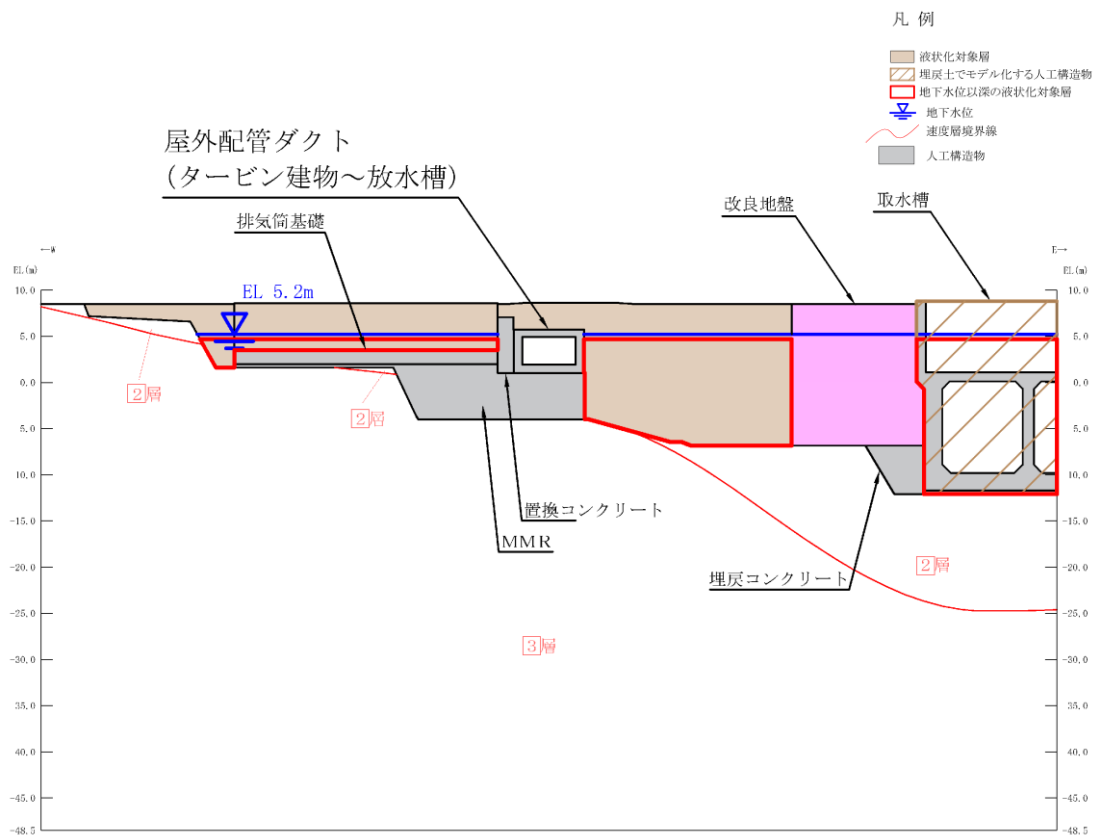 凡 例
液状化対象層
埋戻土でモデル化する人工構造物
地下水位以深の液状化対象層
地下水位
速度層境界線
人工構造物
屋外配管ダクト
(タービン建物～放水槽)
排気筒基礎
改良地盤
取水槽
←W
E→
EL(m)
EL(m)
EL 5.2m
10.0
5.0
0.0
5.0
10.0
-15.0
-20.0
-25.0
-30.0
35.0
40.0
-45.0
-48.5
10.0
5.0
0.0
5.0
10.0
-15.0
-20.0
-25.0
-30.0
35.0
40.0
-45.0
-48.5
2層
2層
置換コンクリート
MMR
埋戻コンクリート
2層
3層